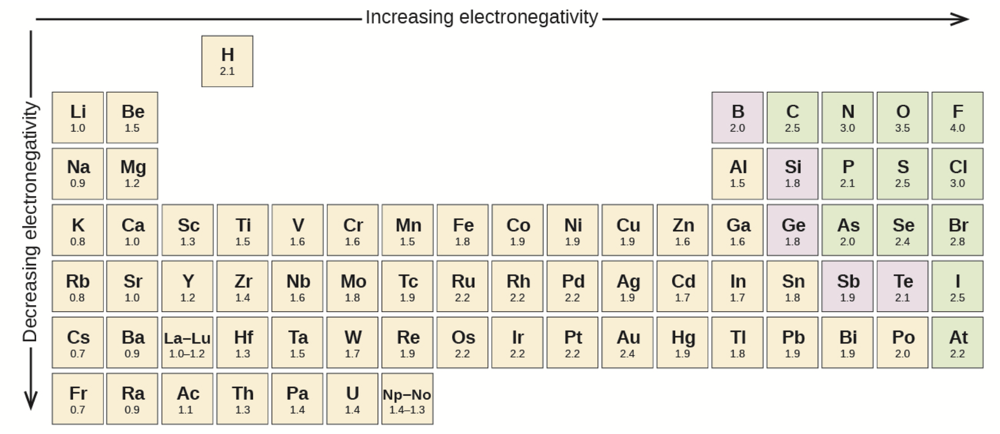 Increasing electronegativity
Decreasing electronegativity
H
2.1
Li Be B C N O F
1.0 1.5 2.0 2.5 3.0 3.5 4.0
Na Mg Al Si P S Cl
0.9 1.2 1.5 1.8 2.1 2.5 3.0
K Ca Sc Ti V Cr Mn Fe Co Ni Cu Zn Ga Ge As Se Br
0.8 1.0 1.3 1.5 1.6 1.6 1.5 1.8 1.9 1.9 1.9 1.6 1.6 1.8 2.0 2.4 2.8
Rb Sr Y Zr Nb Mo Tc Ru Rh Pd Ag Cd In Sn Sb Te I
0.8 1.0 1.2 1.4 1.6 1.8 1.9 2.2 2.2 2.2 1.9 1.7 1.7 1.8 1.9 2.1 2.5
Cs Ba La–Lu Hf Ta W Re Os Ir Pt Au Hg Tl Pb Bi Po At
0.7 0.9 1.0–1.2 1.3 1.5 1.7 1.9 2.2 2.2 2.2 2.4 1.9 1.8 1.9 1.9 2.0 2.2
Fr Ra Ac Th Pa U Np–No
0.7 0.9 1.1 1.3 1.4 1.4 1.4–1.3